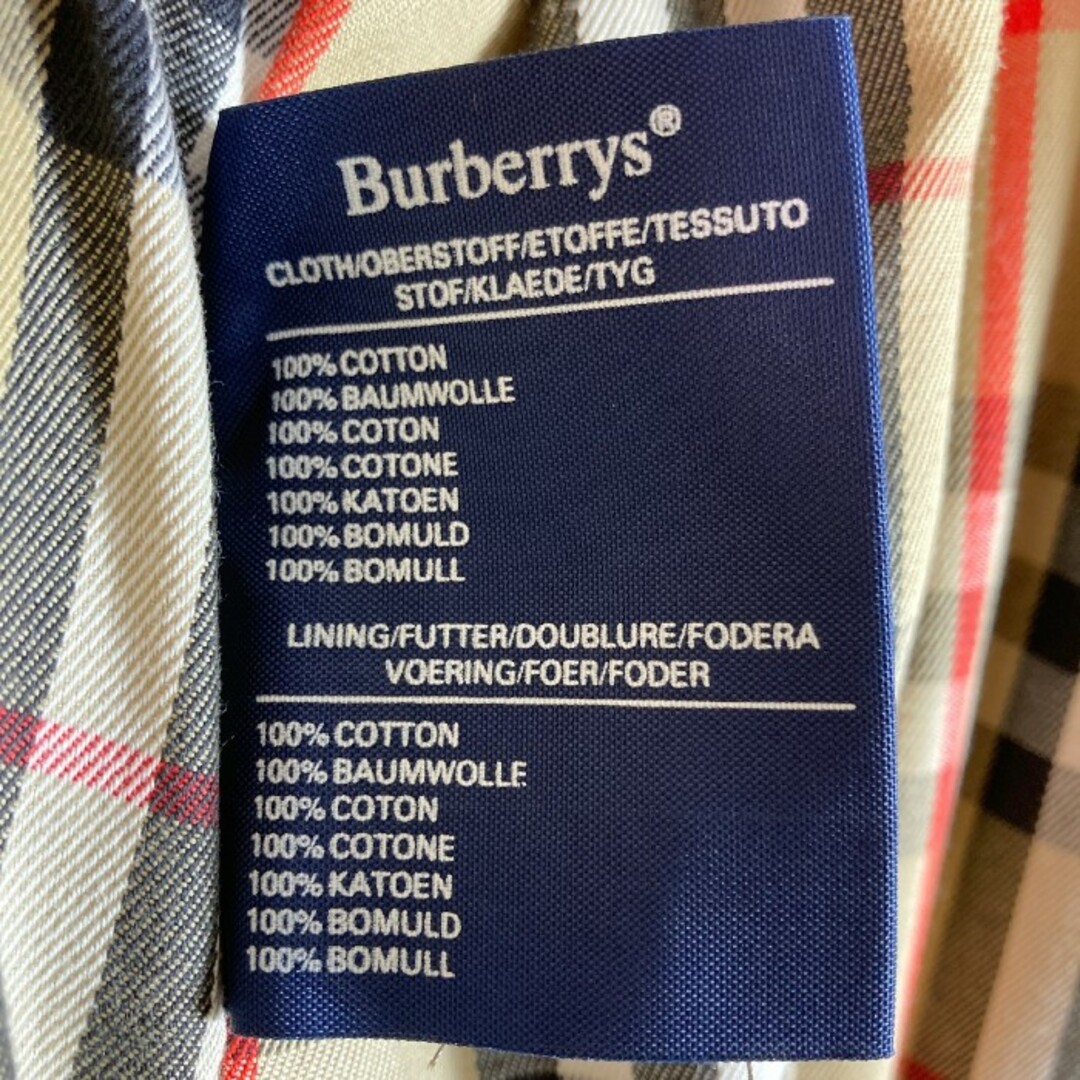 Burberrys®
CLOTH/OBERSTOFF/ETOFFE/TESSUTO
STOF/KLAEDE/TYG
100% COTTON
100% BAUMWOLLE
100% COTON
100% COTONE
100% KATOEN
100% BOMULD
100% BOMULL
LINING/FUTTER/DOUBLURE/FODERA
VOERING/FOER/FODER
100% COTTON
100% BAUMWOLLE
100% COTON
100% COTONE
100% KATOEN
100% BOMULD
100% BOMULL